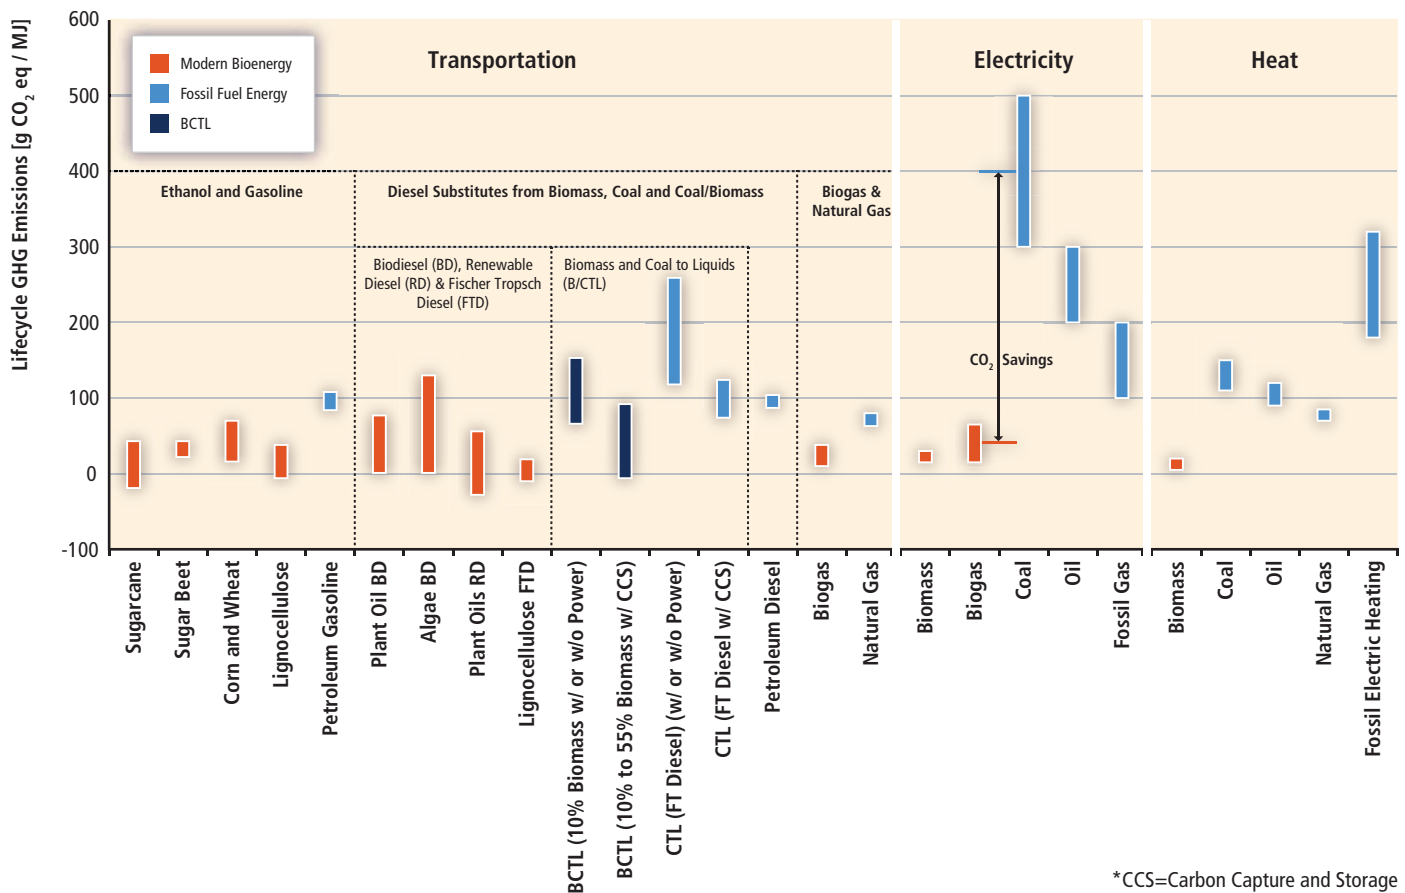 Lifecycle GHG Emissions [g CO2 eq / MJ]
600
500
400
300
200
100
0
-100
Modern Bioenergy
Fossil Fuel Energy
BCTL
Transportation
Electricity
Heat
Ethanol and Gasoline
Diesel Substitutes from Biomass, Coal and Coal/Biomass
Biogas &
Natural Gas
Biodiesel (BD), Renewable
Diesel (RD) & Fischer Tropsch
Diesel (FTD)
Biomass and Coal to Liquids
(B/CTL)
CO2 Savings
Sugarcane
Sugar Beet
Corn and Wheat
Lignocellulose
Petroleum Gasoline
Plant Oil BD
Algae BD
Plant Oils RD
Lignocellulose FTD
BCTL (10% Biomass w/ or w/o Power)
BCTL (10% to 55% Biomass w/ CCS)
CTL (FT Diesel) (w/ or w/o Power)
CTL (FT Diesel w/ CCS)
Petroleum Diesel
Biogas
Natural Gas
Biomass
Biogas
Coal
Oil
Fossil Gas
Biomass
Coal
Oil
Natural Gas
Fossil Electric Heating
*CCS=Carbon Capture and Storage